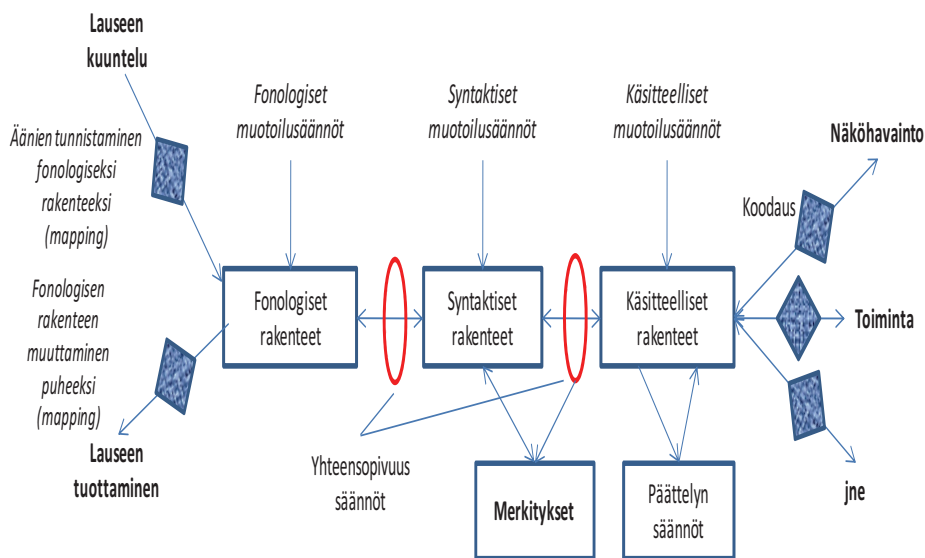 Lauseen
kuuntelu
Fonologiset
muotoilusäännöt
Syntaktiset
muotoilusäännöt
Käsitteelliset
muotoilusäännöt
Näköhavainto
Äänien tunnistaminen
fonologiseksi
rakenteeksi
(mapping)
Koodaus
Fonologisen
rakenteen
muuttaminen
puheeksi
(mapping)
Fonologiset
rakenteet
Syntaktiset
rakenteet
Käsitteelliset
rakenteet
Toiminta
Lauseen
tuottaminen
Yhteensopivuus
säännöt
Merkitykset
Päättelyn
säännöt
jne